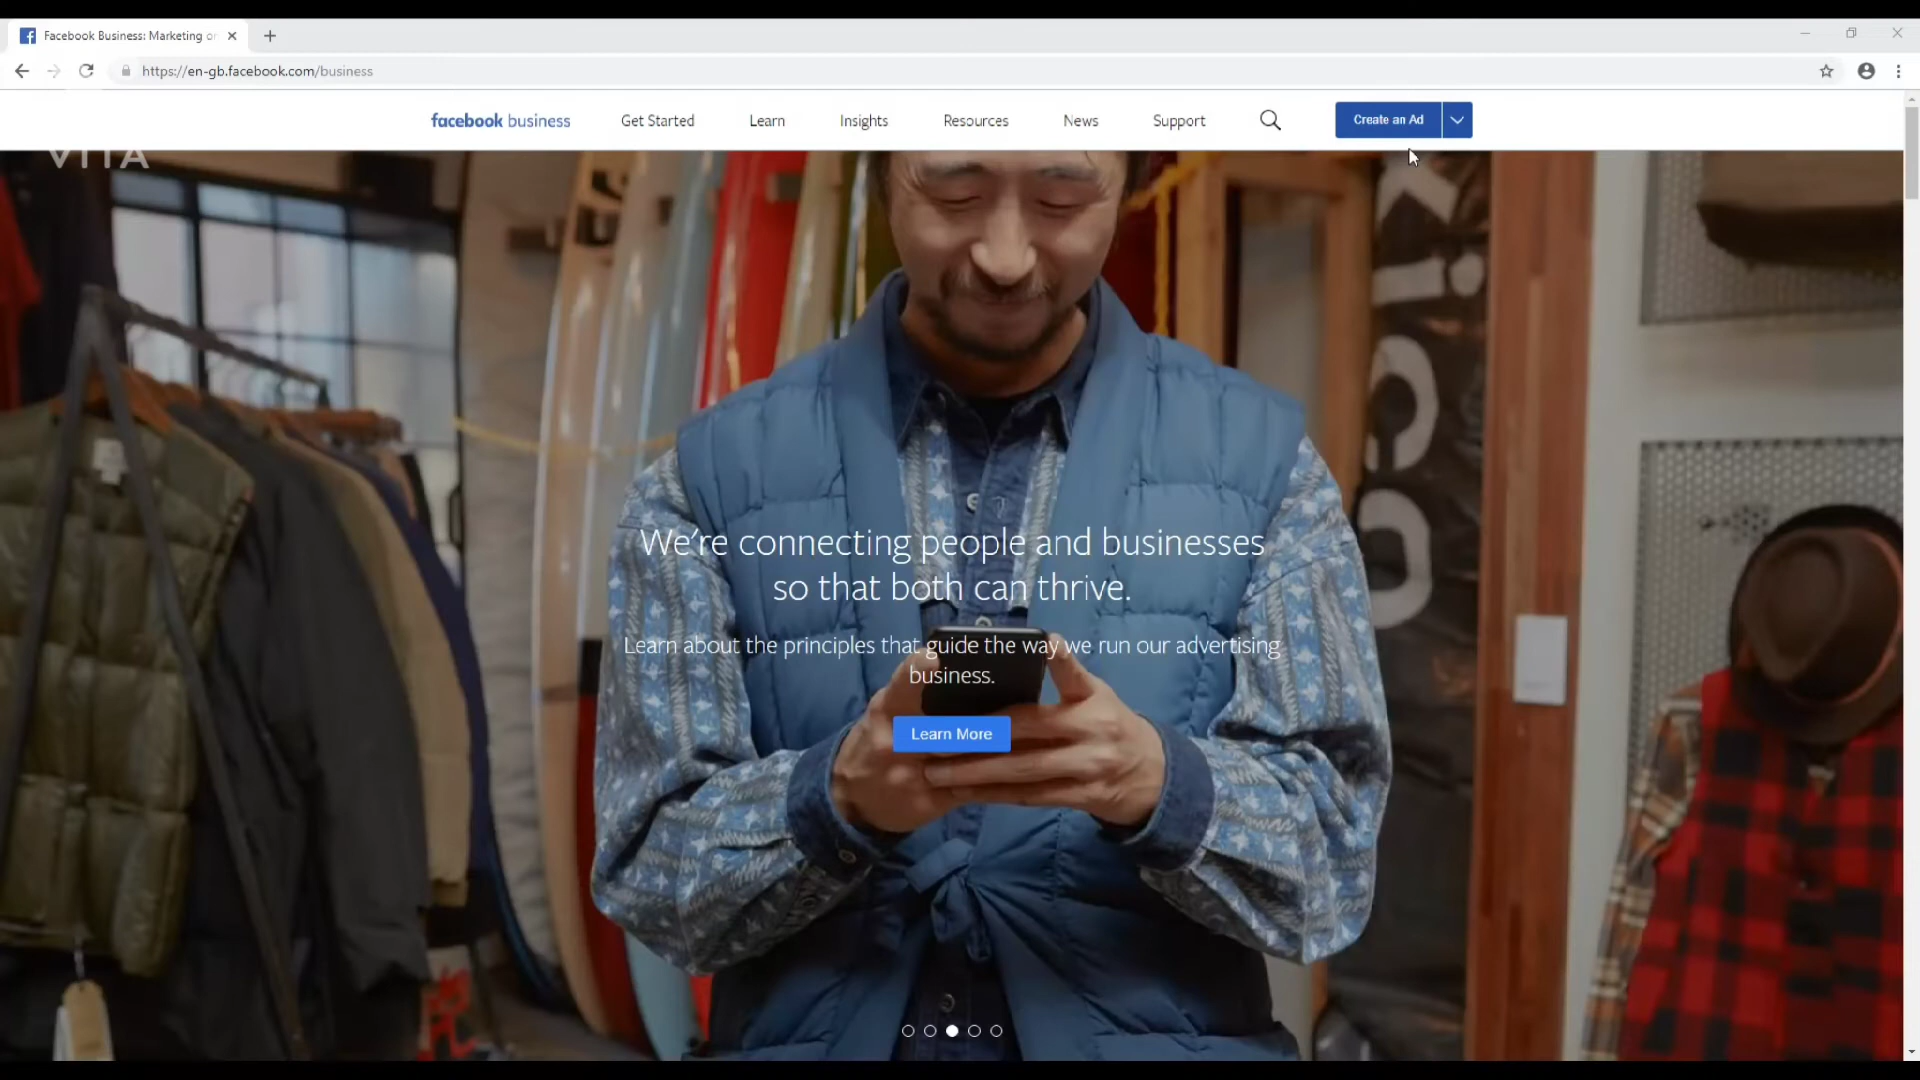 Facebook Business: Marketing on
https://en-gb.facebook.com/business
facebook business
Get Started
Learn
Insights
Resources
News
Support
Create an Ad
VITA
We're connecting people and businesses
so that both can thrive.
Learn about the principles that guide the way we run our advertising
business.
Learn More